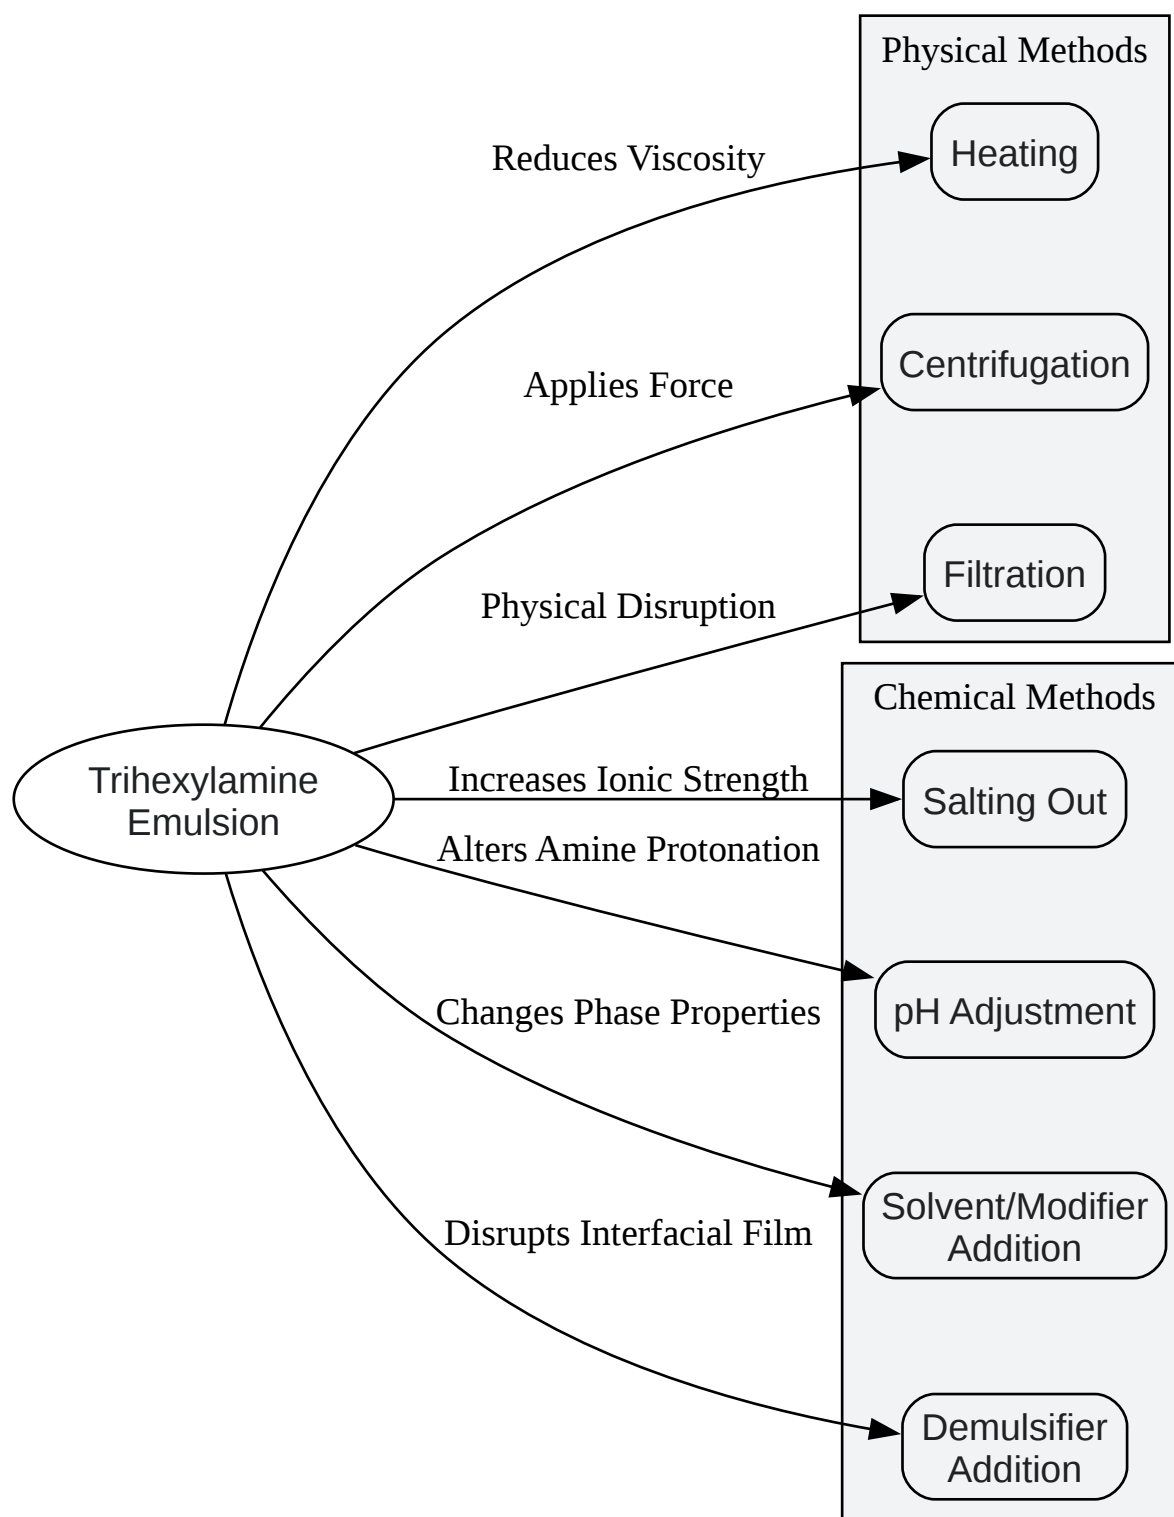 Physical Methods
Reduces Viscosity
Heating
Applies Force
Centrifugation
Physical Disruption
Filtration
Chemical Methods
Trihexylamine
Emulsion
Increases Ionic Strength
Salting Out
Alters Amine Protonation
pH Adjustment
Changes Phase Properties
Solvent/Modifier
Addition
Disrupts Interfacial Film
Demulsifier
Addition